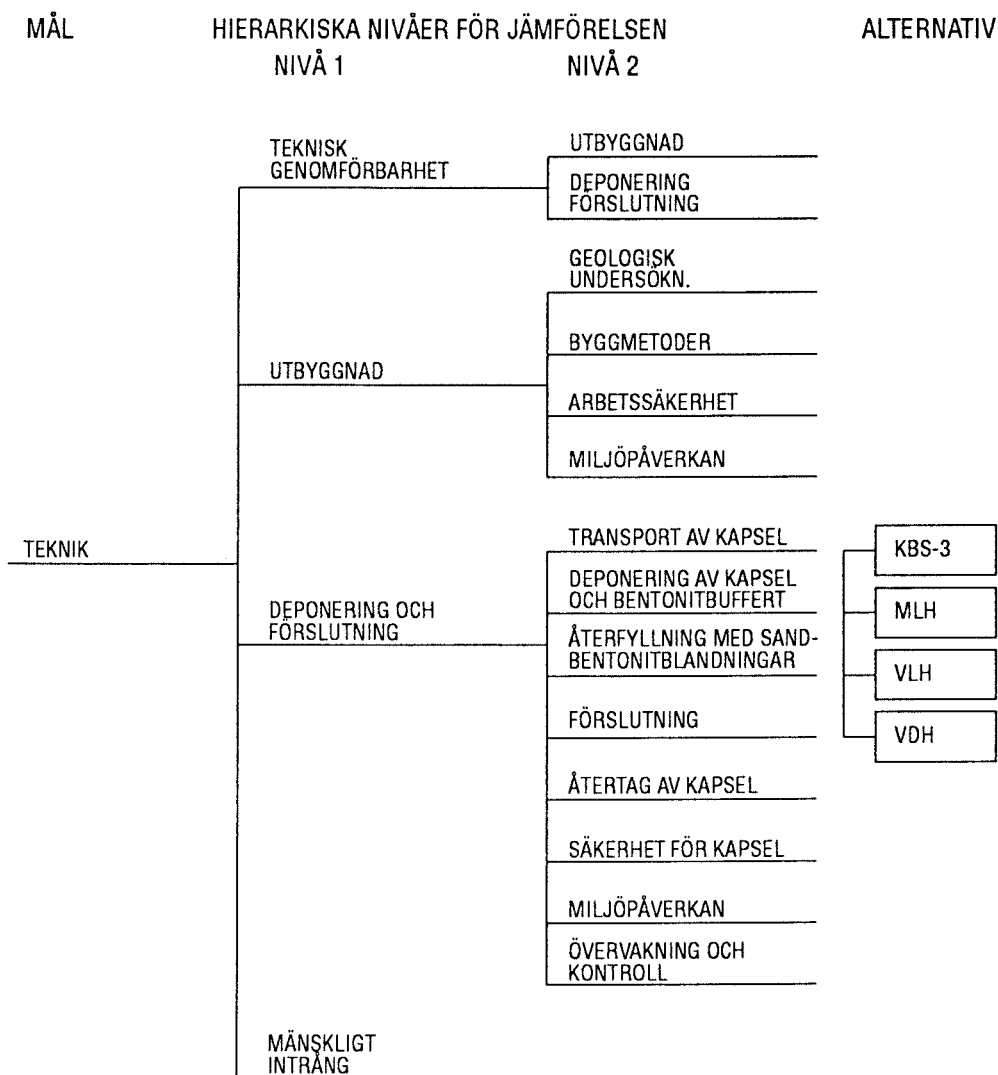 MÅL
HIERARKISKA NIVÅER FÖR JÄMFÖRELSEN
ALTERNATIV
NIVÅ 1
NIVÅ 2
TEKNISK
GENOMFÖRBARHET
UTBYGGNAD
DEPONERING
FÖRSLUTNING
GEOLOGISK
UNDERSÖKN.
BYGGMETODER
UTBYGGNAD
ARBETSSÄKERHET
MILJÖPÅVERKAN
TEKNIK
TRANSPORT AV KAPSEL
KBS-3
DEPONERING AV KAPSEL
OCH BENTONITBUFFERT
MLH
DEPONERING OCH
FÖRSLUTNING
ÅTERFYLLNING MED SAND-
BENTONITBLANDNINGAR
VLH
FÖRSLUTNING
VDH
ÅTERTAG AV KAPSEL
SÄKERHET FÖR KAPSEL
MILJÖPÅVERKAN
ÖVERVAKNING OCH
KONTROLL
MÄNSKLIGT
INTRÅNG